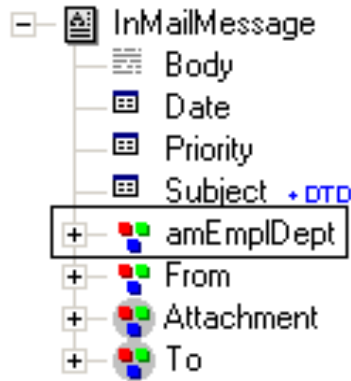 InMailMessage
Body
Date
Priority
Subject + DTD
amEmplDept
From
Attachment
To